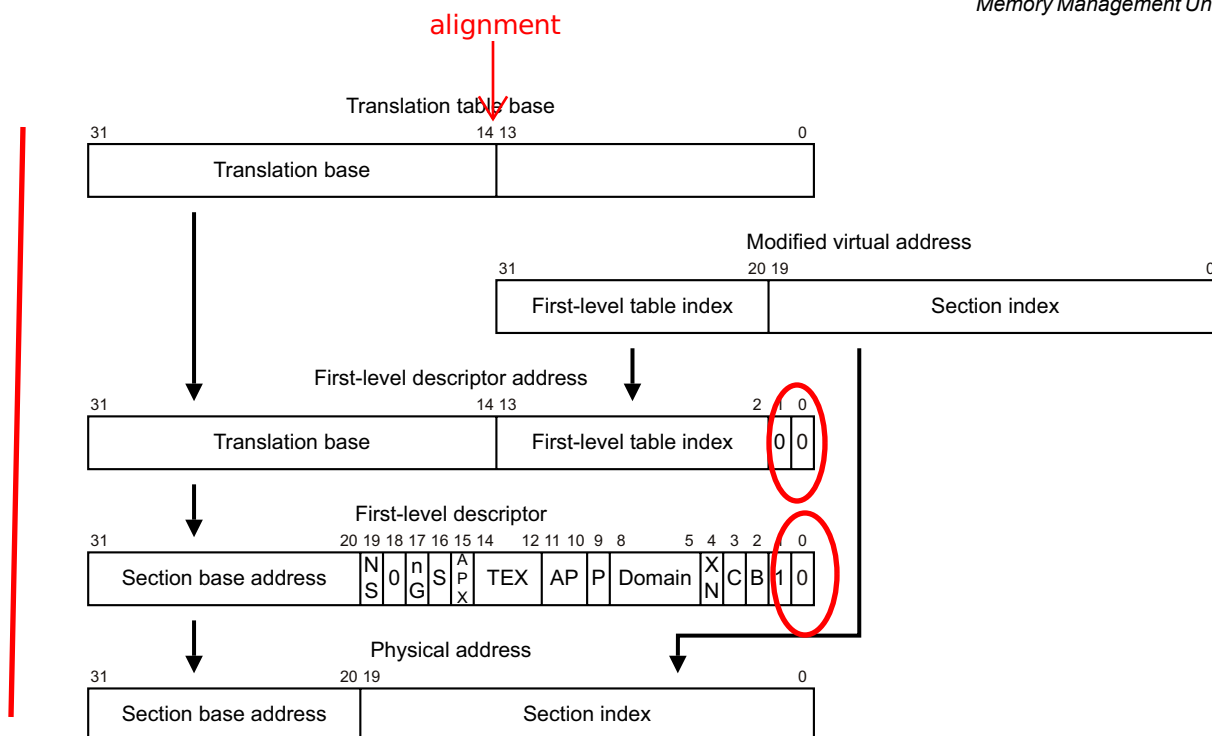 Memory Management Un
alignment
Translation table base
31 14 13 0
Translation base
Modified virtual address
31 20 19 0
First-level table index Section index
First-level descriptor address
31 14 13 2 1 0
Translation base First-level table index 0 0
First-level descriptor
31 20 19 18 17 16 15 14 12 11 10 9 8 5 4 3 2 1 0
Section base address NS 0 nG S APX TEX AP P Domain XN C B 1 0
Physical address
31 20 19 0
Section base address Section index